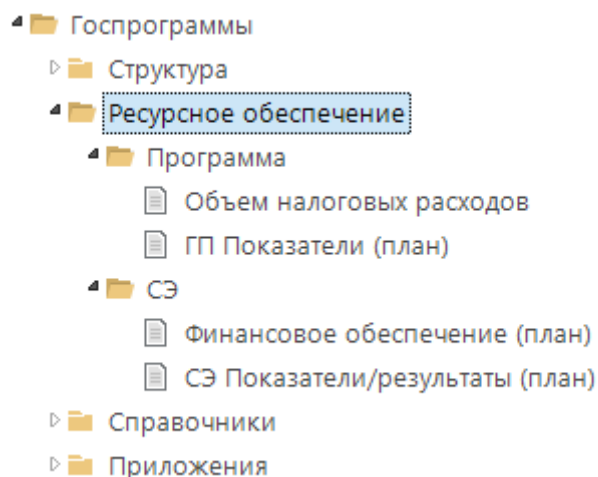 Госпрограммы
Структура
Ресурсное обеспечение
Программа
Объем налоговых расходов
ГП Показатели (план)
СЭ
Финансовое обеспечение (план)
СЭ Показатели/результаты (план)
Справочники
Приложения